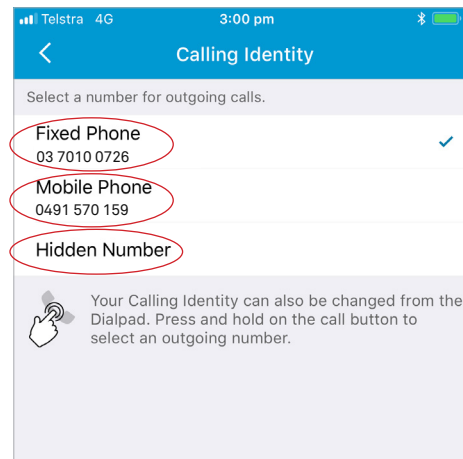 Telstra 4G 3:00 pm
Calling Identity
Select a number for outgoing calls.
Fixed Phone
03 7010 0726
Mobile Phone
0491 570 159
Hidden Number
Your Calling Identity can also be changed from the
Dialpad. Press and hold on the call button to
select an outgoing number.